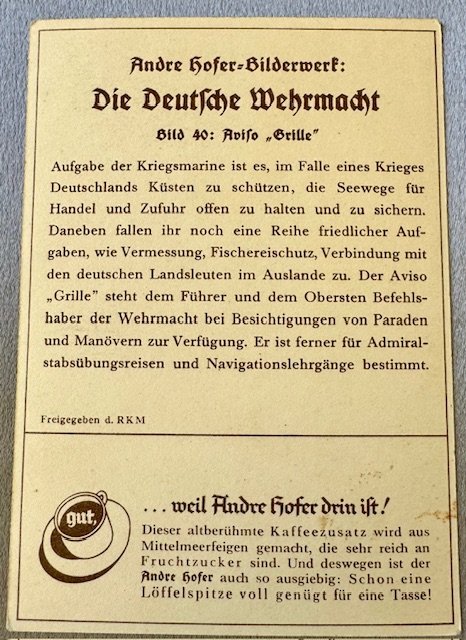 Andre Hofer-Bilderwerk:
Die Deutsche Wehrmacht
Bild 40: Aviso „Grille"
Aufgabe der Kriegsmarine ist es, im Falle eines Krieges
Deutschlands Küsten zu schützen, die Seewege für
Handel und Zufuhr offen zu halten und zu sichern.
Daneben fallen ihr noch eine Reihe friedlicher Auf-
gaben, wie Vermessung, Fischereischutz, Verbindung mit
den deutschen Landsleuten im Auslande zu. Der Aviso
„Grille" steht dem Führer und dem Obersten Befehls-
haber der Wehrmacht bei Besichtigungen von Paraden
und Manövern zur Verfügung. Er ist ferner für Admiral-
stabsübungsreisen und Navigationslehrgänge bestimmt.
Freigegeben d. RKM
gut,
... weil Andre Hofer drin ist!
Dieser altberühmte Kaffeezusatz wird aus
Mittelmeerfeigen gemacht, die sehr reich an
Fruchtzucker sind. Und deswegen ist der
Andre Hofer auch so ausgiebig: Schon eine
Löffelspitze voll genügt für eine Tasse!